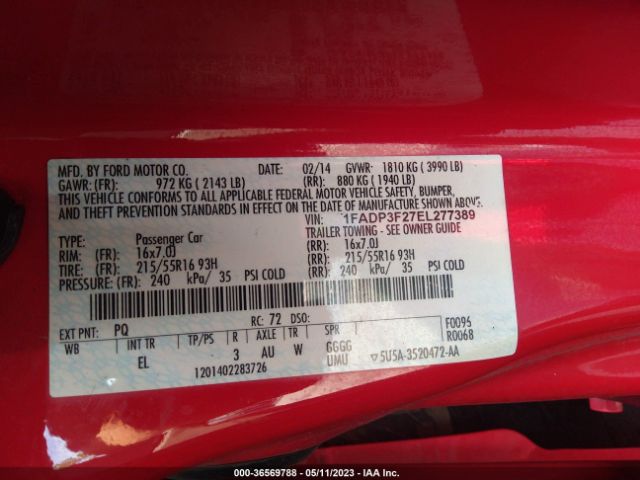 MFD. BY FORD MOTOR CO. DATE: 02/14 GVWR: 1810 KG ( 3990 LB)
GAWR: (FR): 972 KG ( 2143 LB) (RR): 880 KG ( 1940 LB)
THIS VEHICLE CONFORMS TO ALL APPLICABLE FEDERAL MOTOR VEHICLE SAFETY, BUMPER,
AND THEFT PREVENTION STANDARDS IN EFFECT ON THE DATE OF MANUFACTURE SHOWN ABOVE.
VIN: 1FADP3F27EL277389
TYPE: Passenger Car TRAILER TOWING - SEE OWNER GUIDE
RIM: (FR): 16x7.0J (RR): 16x7.0J
TIRE: (FR): 215/55R16 93H (RR): 215/55R16 93H
PRESSURE: (FR): 240 kPa/ 35 PSI COLD (RR): 240 kPa/ 35 PSI COLD
EXT PNT: PQ RC: 72 DSO: F0095
WB INT TR TP/PS R AXLE TR SPR R0068
EL 3 AU W GGGG
1201402283726 UMU ▽5U5A-3520472-AA
000-36569788 - 05/11/2023 - IAA Inc.